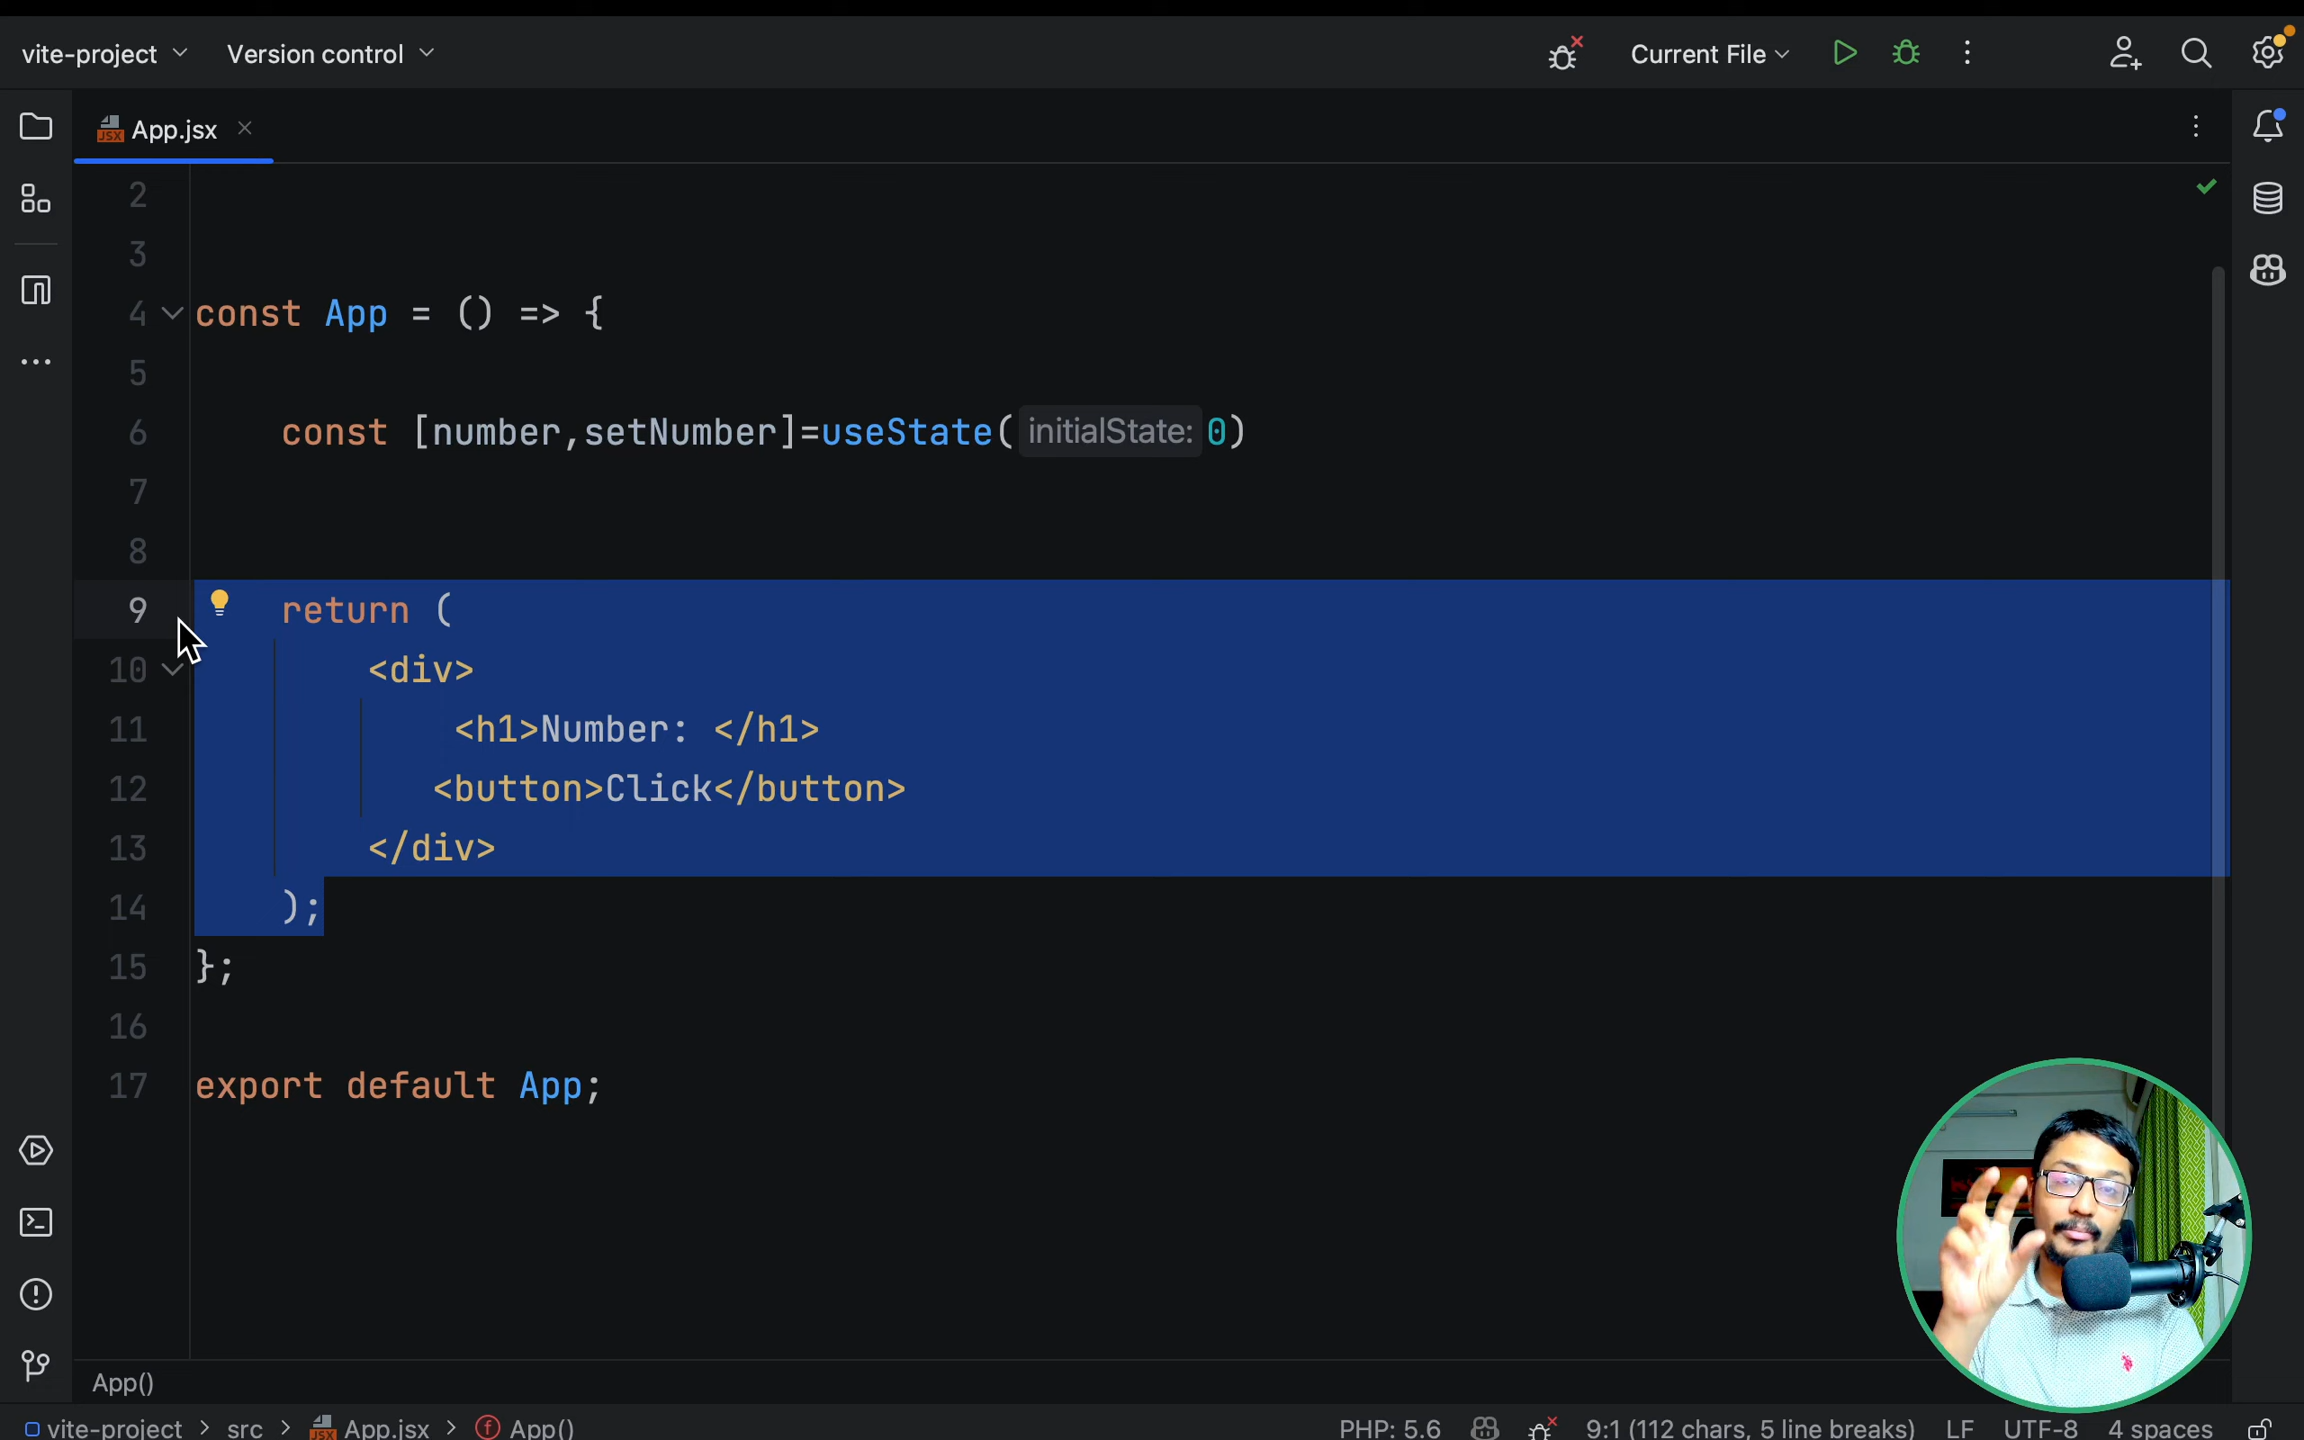 vite-project Version control Current File
App.jsx
2
3
4 const App = () => {
5
6 const [number,setNumber]=useState( initialState: 0)
7
8
9 return (
10 <div>
11 <h1>Number: </h1>
12 <button>Click</button>
13 </div>
14 );
15 };
16
17 export default App;
App()
vite-project > src > JSX App.jsx > f App() PHP: 5.6 9:1 (112 chars, 5 line breaks) LF UTF-8 4 spaces